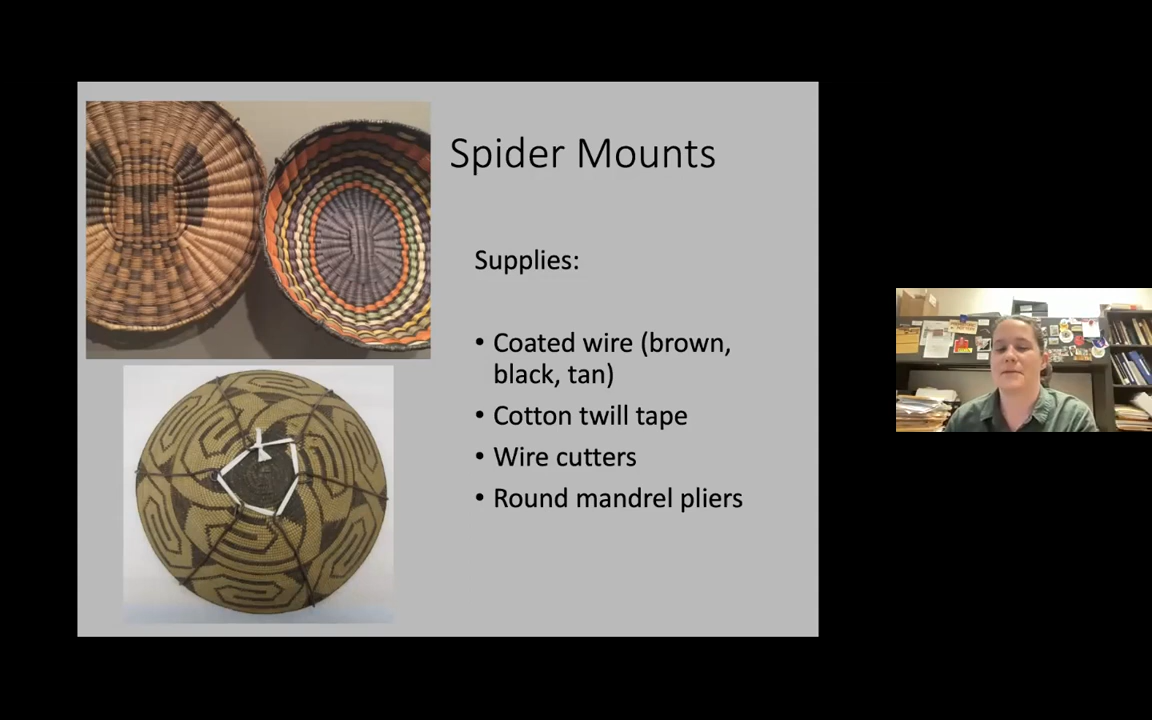 Spider Mounts
Supplies:
• Coated wire (brown,
black, tan)
• Cotton twill tape
• Wire cutters
• Round mandrel pliers